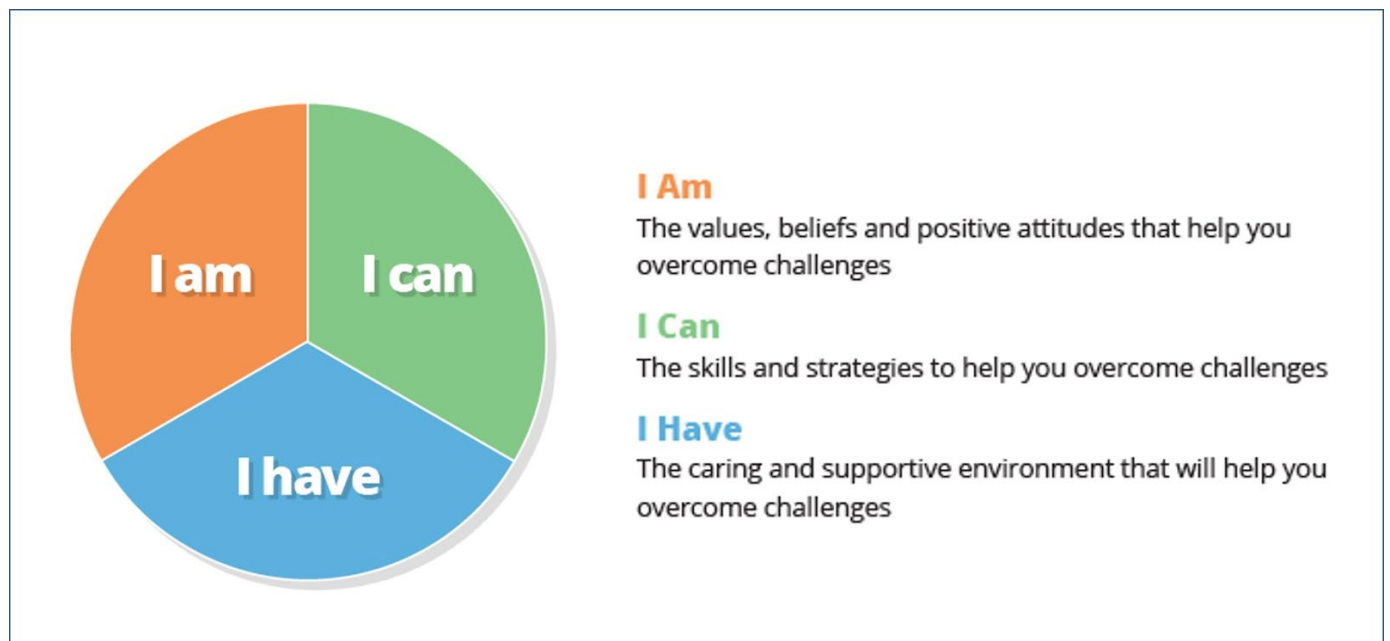 I am
I can
I have
I Am
The values, beliefs and positive attitudes that help you
overcome challenges
I Can
The skills and strategies to help you overcome challenges
I Have
The caring and supportive environment that will help you
overcome challenges